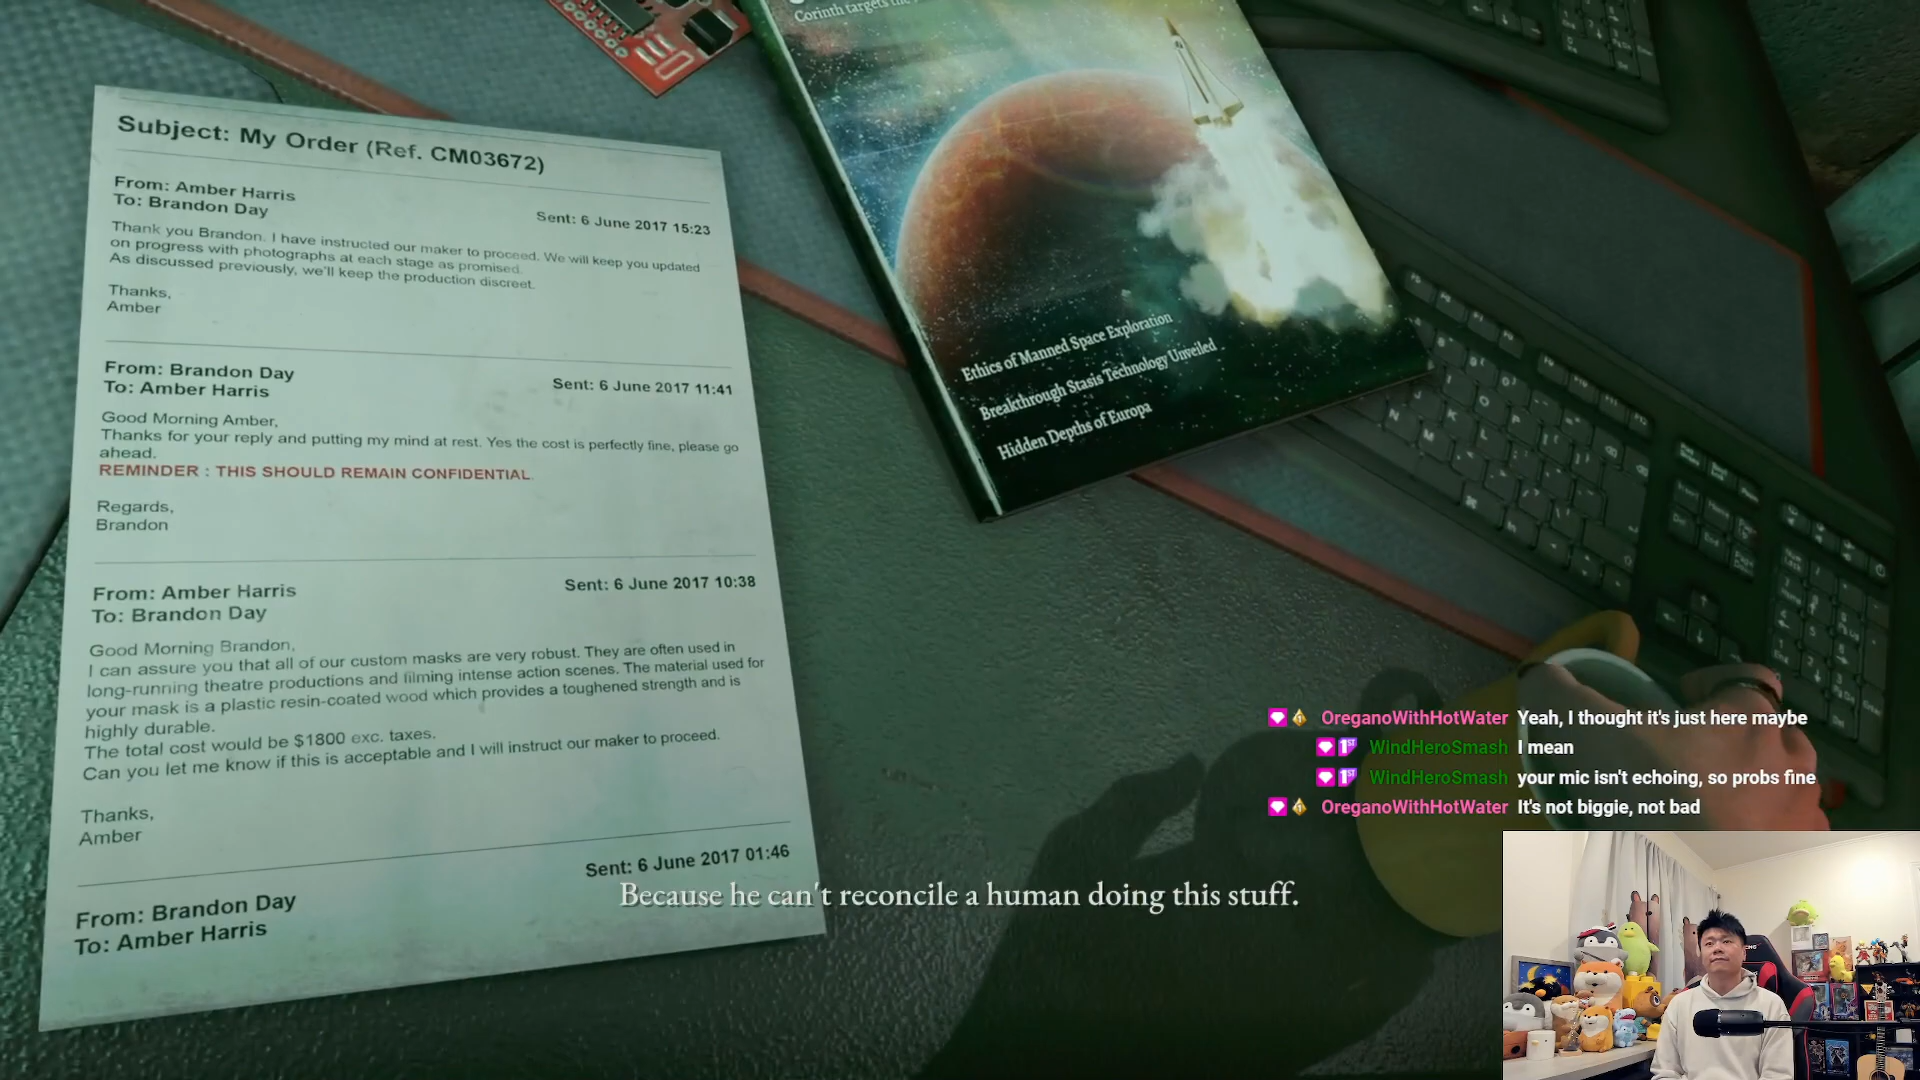 Corinth targets the
Subject: My Order (Ref. CM03672)
From: Amber Harris
To: Brandon Day
Sent: 6 June 2017 15:23
Thank you Brandon. I have instructed our maker to proceed. We will keep you updated
on progress with photographs at each stage as promised.
As discussed previously, we'll keep the production discreet.
Thanks,
Amber
From: Brandon Day
To: Amber Harris
Sent: 6 June 2017 11:41
Good Morning Amber,
Thanks for your reply and putting my mind at rest. Yes the cost is perfectly fine, please go
ahead.
REMINDER : THIS SHOULD REMAIN CONFIDENTIAL.
Regards,
Brandon
From: Amber Harris
To: Brandon Day
Sent: 6 June 2017 10:38
Good Morning Brandon,
I can assure you that all of our custom masks are very robust. They are often used in
long-running theatre productions and filming intense action scenes. The material used for
your mask is a plastic resin-coated wood which provides a toughened strength and is
highly durable.
The total cost would be $1800 exc. taxes.
Can you let me know if this is acceptable and I will instruct our maker to proceed.
Thanks,
Amber
Sent: 6 June 2017 01:46
From: Brandon Day
To: Amber Harris
Ethics of Manned Space Exploration
Breakthrough Stasis Technology Unveiled
Hidden Depths of Europa
Because he can't reconcile a human doing this stuff.
OreganoWithHotWater Yeah, I thought it's just here maybe
1ST WindHeroSmash I mean
1ST WindHeroSmash your mic isn't echoing, so probs fine
OreganoWithHotWater It's not biggie, not bad